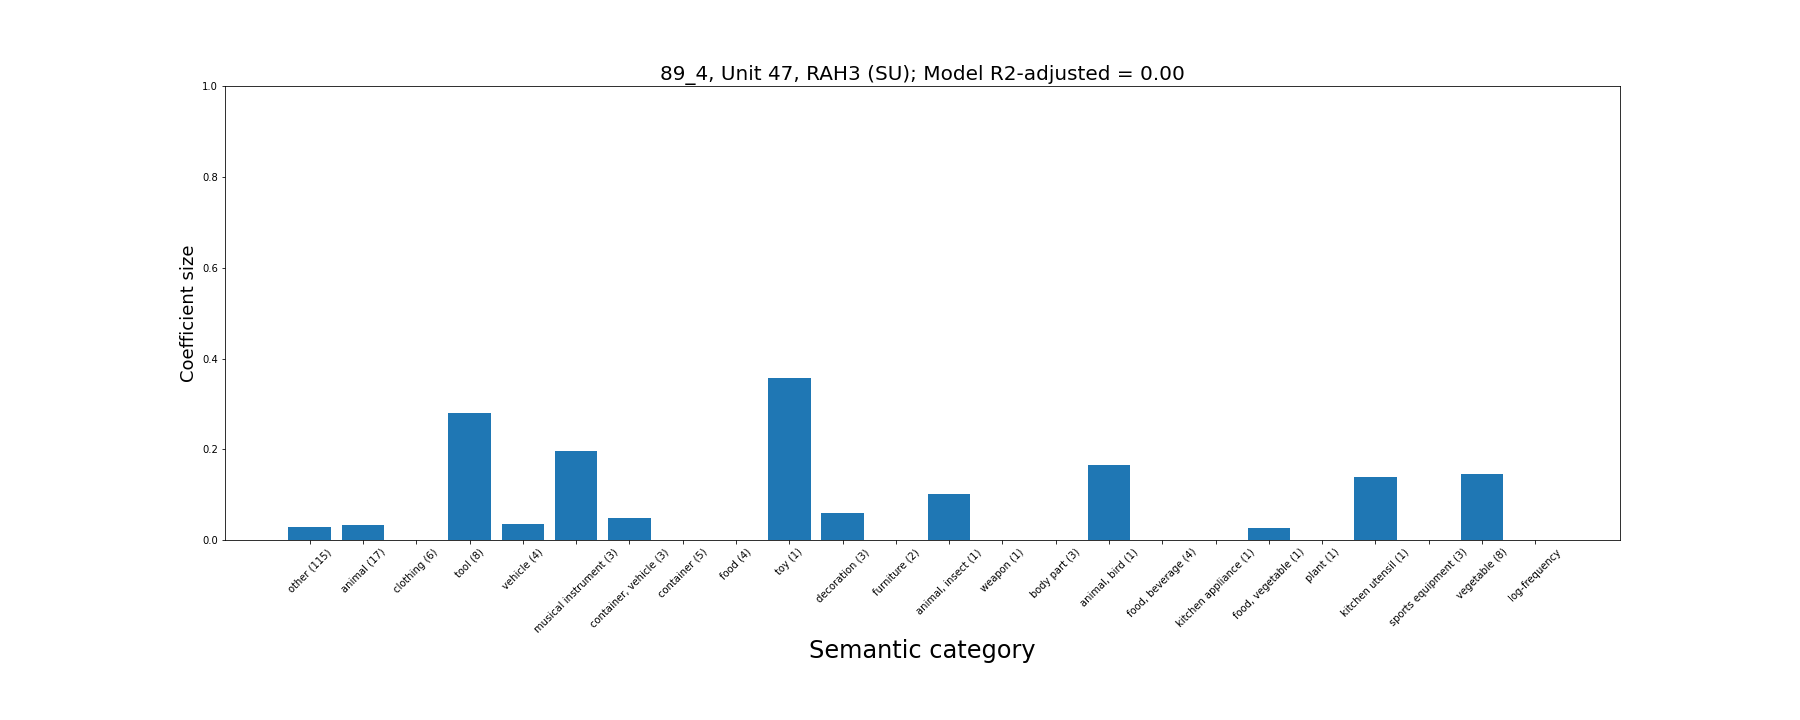 89_4, Unit 47, RAH3 (SU); Model R2-adjusted = 0.00
Coefficient size
1.0
0.8
0.6
0.4
0.2
0.0
other (115)
animal (17)
clothing (6)
tool (8)
vehicle (4)
musical instrument (3)
container, vehicle (3)
container (5)
food (4)
toy (1)
decoration (3)
furniture (2)
animal, insect (1)
weapon (1)
body part (3)
animal, bird (1)
food, beverage (4)
kitchen appliance (1)
food, vegetable (1)
plant (1)
kitchen utensil (1)
sports equipment (3)
vegetable (8)
log-frequency
Semantic category